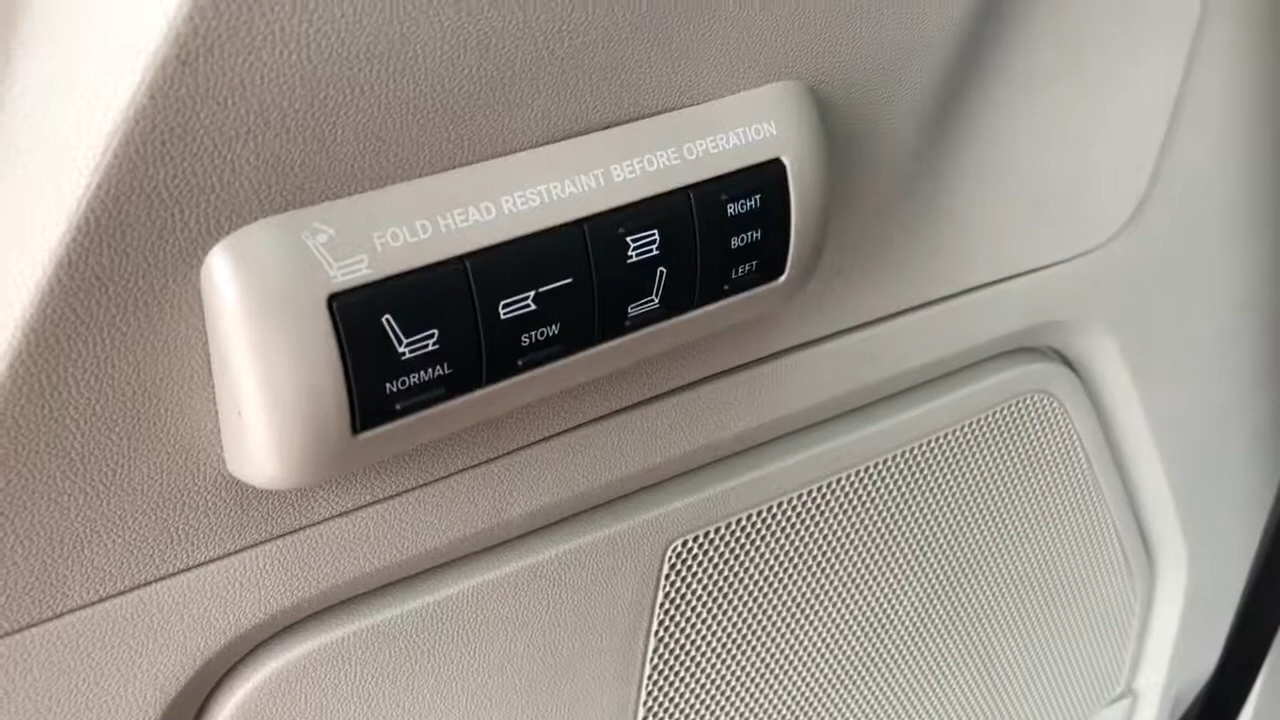 FOLD HEAD RESTRAINT BEFORE OPERATION
NORMAL
STOW
RIGHT
BOTH
LEFT